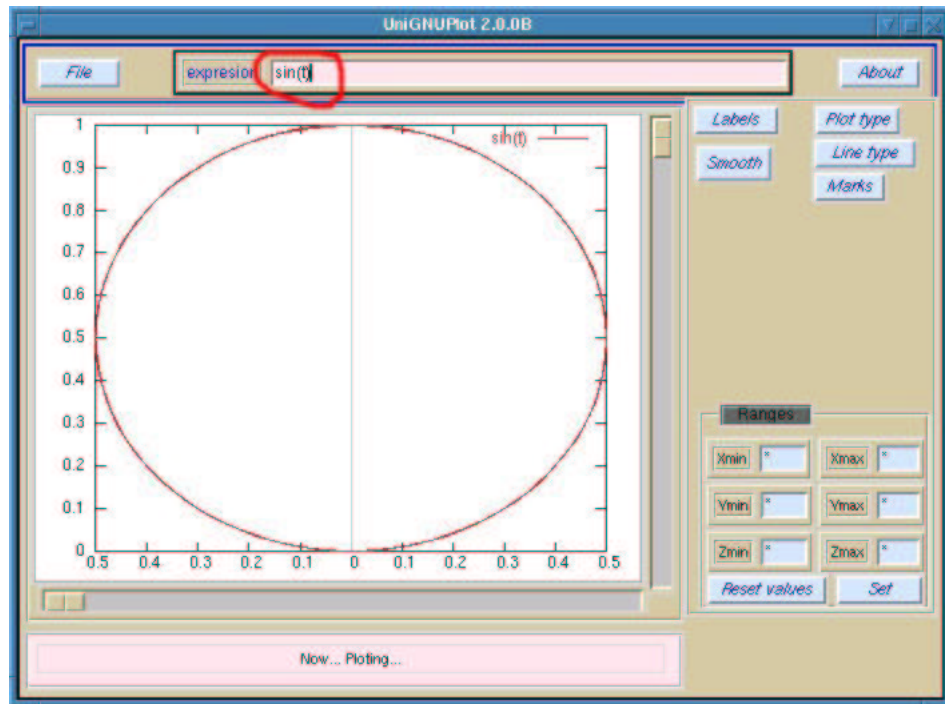 UniGNUPlot 2.0.0B
File
expresion
sin(t)
About
Labels
Plot type
Smooth
Line type
Marks
sin(t)
1
0.9
0.8
0.7
0.6
0.5
0.4
0.3
0.2
0.1
0
0.5 0.4 0.3 0.2 0.1 0 0.1 0.2 0.3 0.4 0.5
Ranges
Xmin * Xmax *
Ymin * Ymax *
Zmin * Zmax *
Reset values Set
Now... Ploting...